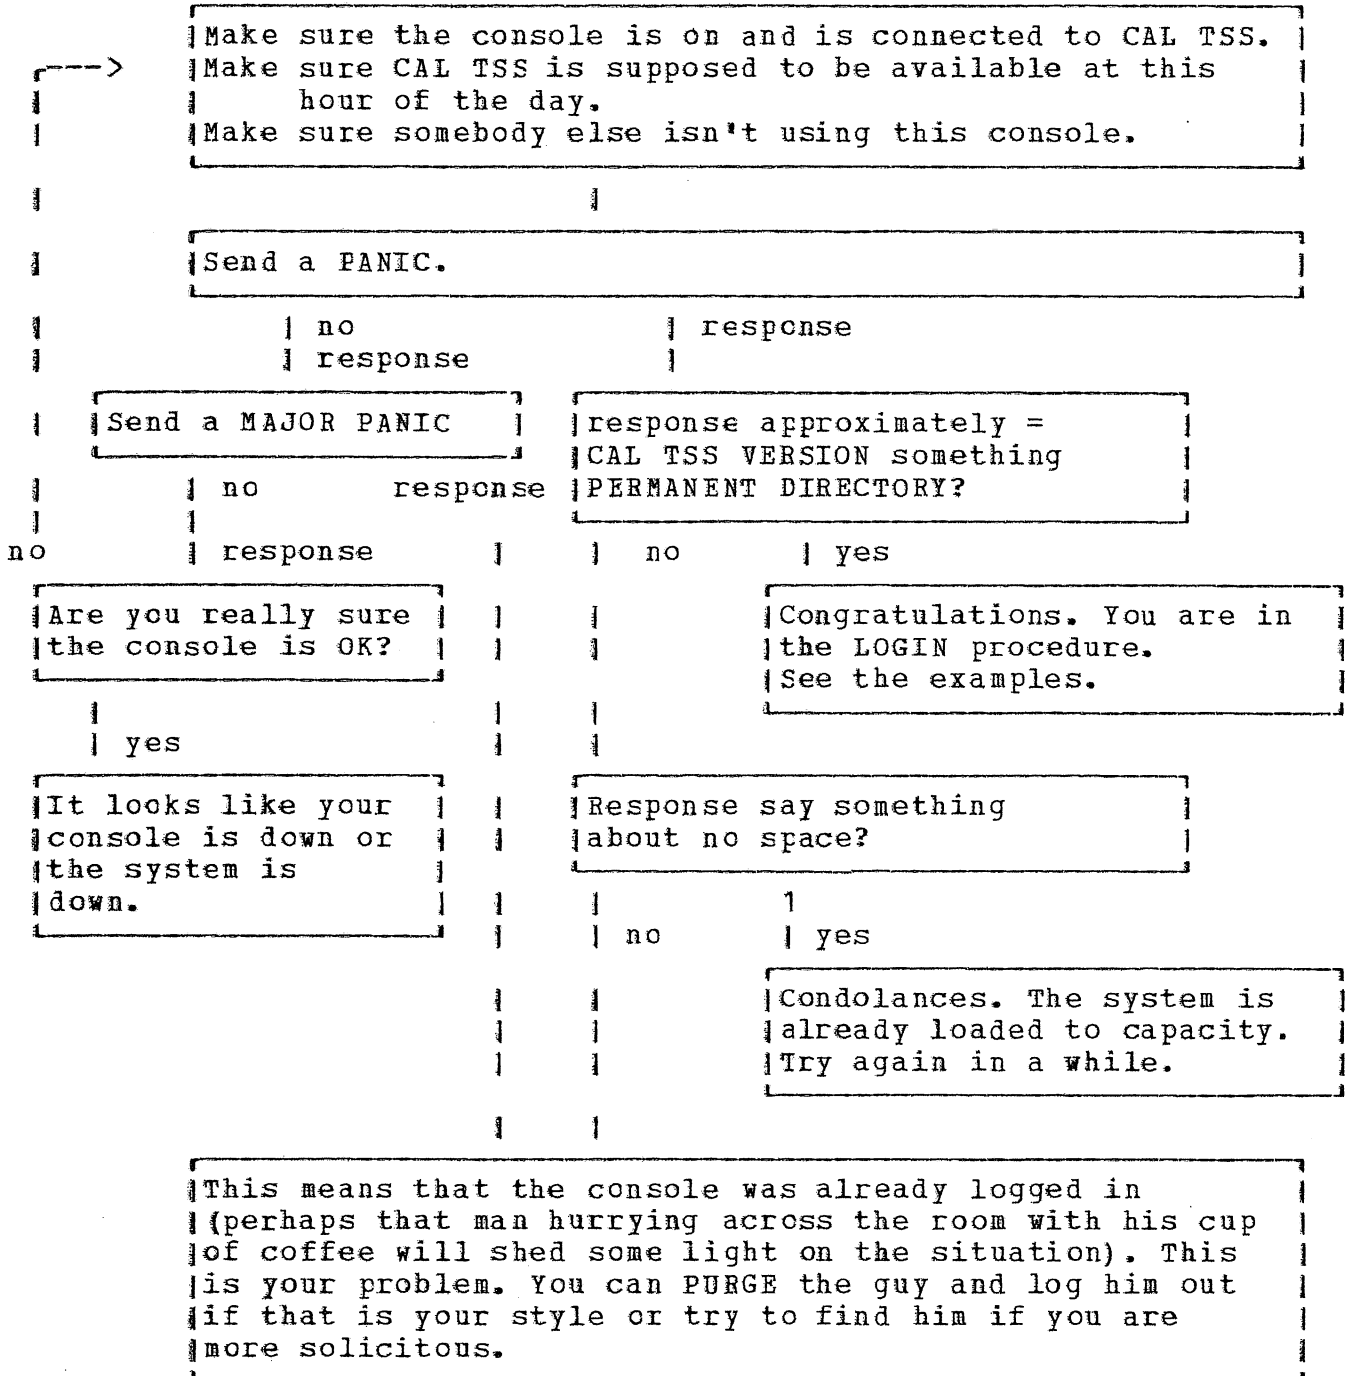 Make sure the console is on and is connected to CAL TSS.
---> Make sure CAL TSS is supposed to be available at this
hour of the day.
Make sure somebody else isn't using this console.
Send a PANIC.
no response
response
Send a MAJOR PANIC
response approximately =
CAL TSS VERSION something
PERMANENT DIRECTORY?
no response
response
no
no yes
Are you really sure
the console is OK?
Congratulations. You are in
the LOGIN procedure.
See the examples.
yes
It looks like your
console is down or
the system is
down.
Response say something
about no space?
no yes
Condolances. The system is
already loaded to capacity.
Try again in a while.
This means that the console was already logged in
(perhaps that man hurrying across the room with his cup
of coffee will shed some light on the situation). This
is your problem. You can PURGE the guy and log him out
if that is your style or try to find him if you are
more solicitous.